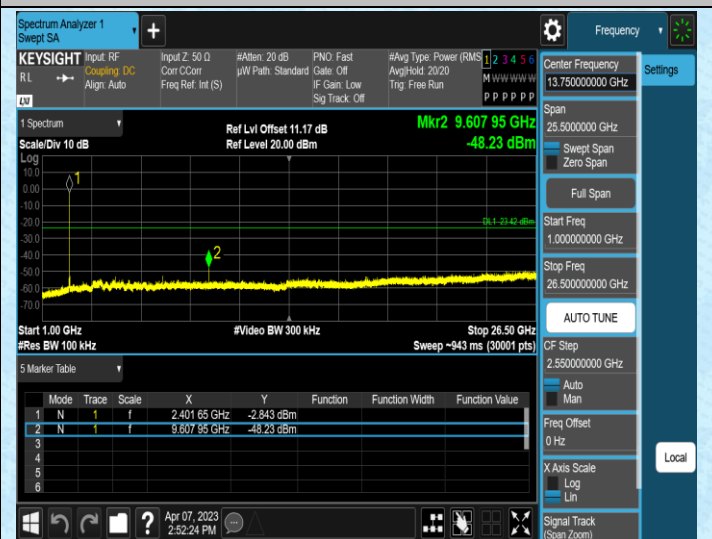 Spectrum Analyzer 1
Swept SA
Frequency
KEYSIGHT
RL
LXI
Input: RF
Coupling: DC
Align: Auto
Input Z: 50 Ω
Corr CCorr
Freq Ref: Int (S)
#Atten: 20 dB
µW Path: Standard
PNO: Fast
Gate: Off
IF Gain: Low
Sig Track: Off
#Avg Type: Power (RMS
Avg|Hold: 20/20
Trig: Free Run
1 2 3 4 5 6
M W W W W W
P P P P P P
1 Spectrum
Scale/Div 10 dB
Ref Lvl Offset 11.17 dB
Ref Level 20.00 dBm
Mkr2 9.607 95 GHz
-48.23 dBm
Log
10.0
0.00
-10.0
-20.0
-30.0
-40.0
-50.0
-60.0
-70.0
1
2
DL1 -23.42 dBm
Start 1.00 GHz
#Res BW 100 kHz
#Video BW 300 kHz
Stop 26.50 GHz
Sweep ~943 ms (30001 pts)
5 Marker Table
Mode Trace Scale X Y Function Function Width Function Value
1 N 1 f 2.401 65 GHz -2.843 dBm
2 N 1 f 9.607 95 GHz -48.23 dBm
3
4
5
6
Apr 07, 2023
2:52:24 PM
Center Frequency
13.750000000 GHz
Settings
Span
25.5000000 GHz
Swept Span
Zero Span
Full Span
Start Freq
1.000000000 GHz
Stop Freq
26.500000000 GHz
AUTO TUNE
CF Step
2.550000000 GHz
Auto
Man
Freq Offset
0 Hz
X Axis Scale
Log
Lin
Local
Signal Track
(Span Zoom)